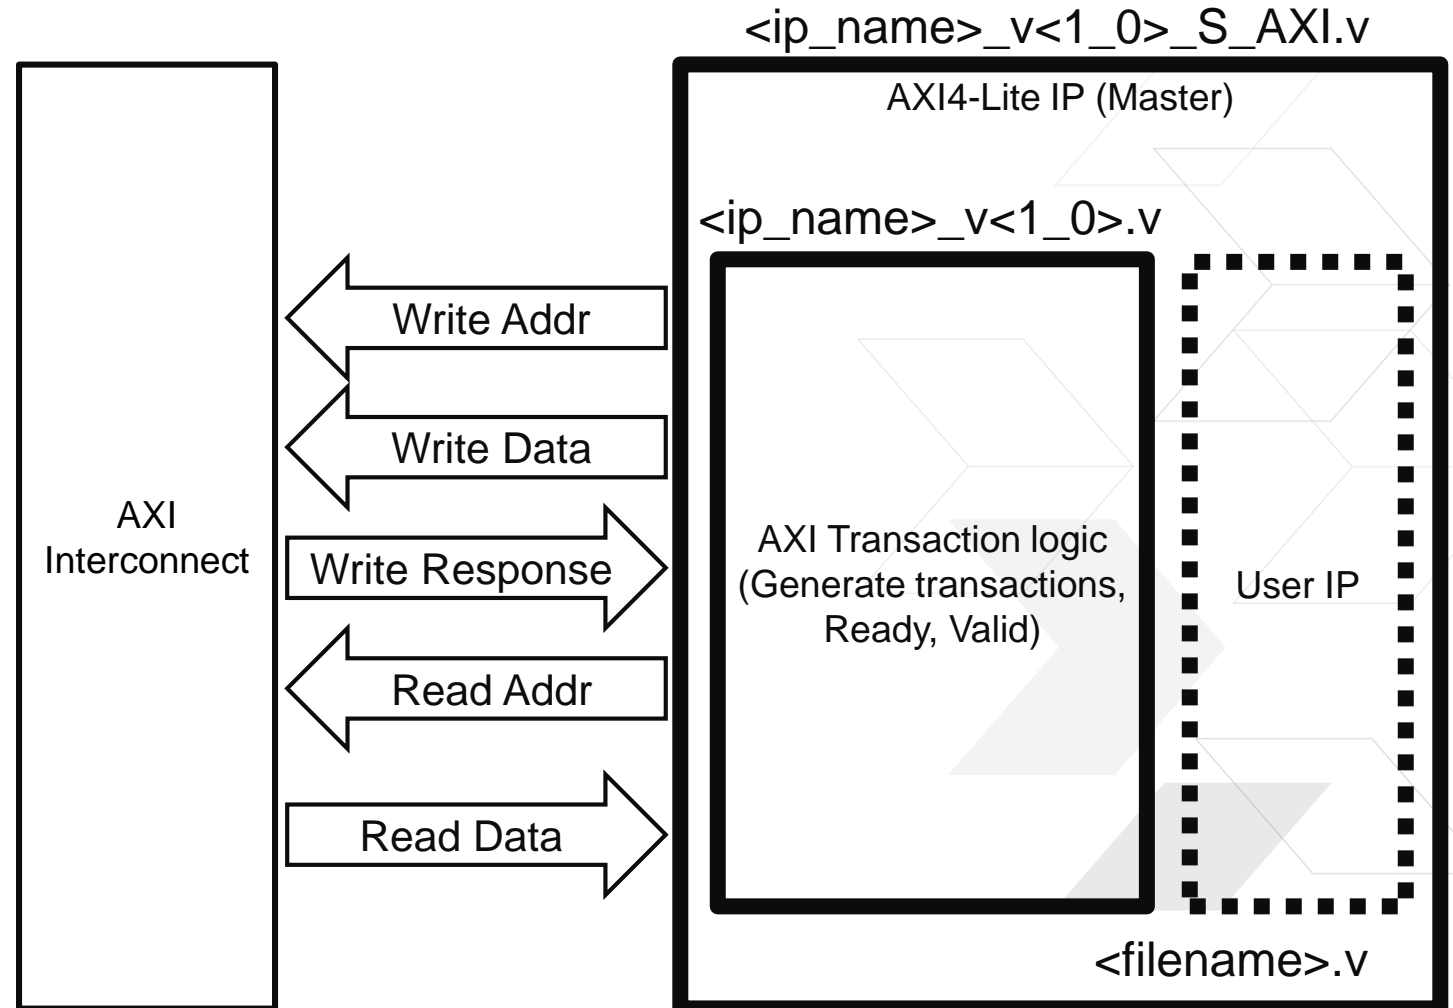 <ip_name>_v<1_0>_S_AXI.v
AXI4-Lite IP (Master)
<ip_name>_v<1_0>.v
Write Addr
Write Data
AXI
Interconnect
Write Response
AXI Transaction logic
(Generate transactions,
Ready, Valid)
User IP
Read Addr
Read Data
<filename>.v